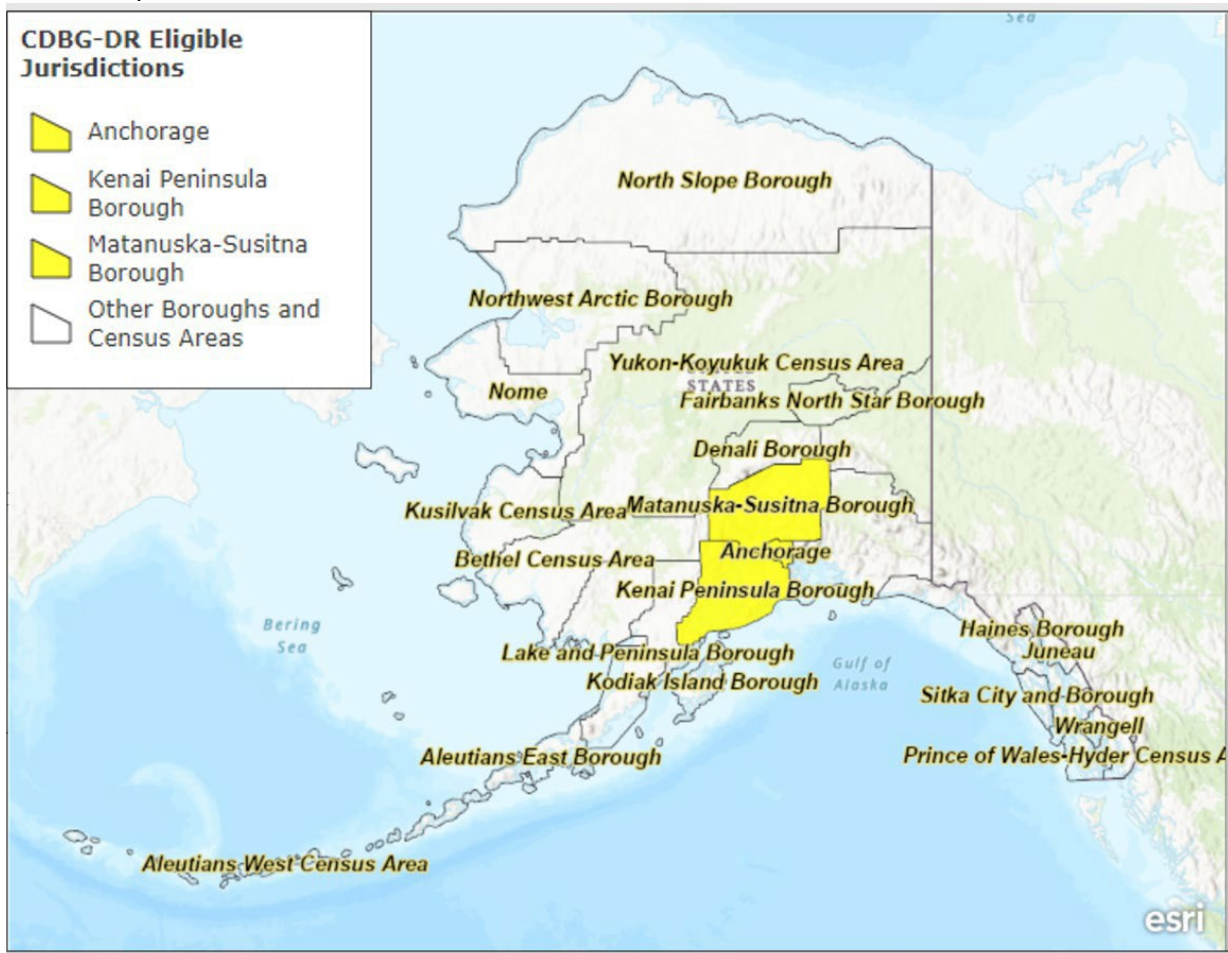 CDBG-DR Eligible
Jurisdictions
Anchorage
Kenai Peninsula
Borough
Matanuska-Susitna
Borough
Other Boroughs and
Census Areas
Sea
North Slope Borough
Northwest Arctic Borough
Yukon-Koyukuk Census Area
STATES
Nome
Fairbanks North Star Borough
Denali Borough
Kusilvak Census Area
Matanuska-Susitna Borough
Anchorage
Bethel Census Area
Kenai Peninsula Borough
Bering
Sea
Haines Borough
Juneau
Lake and Peninsula Borough
Gulf of
Alaska
Kodiak Island Borough
Sitka City and Borough
Wrangell
Aleutians East Borough
Prince of Wales-Hyder Census A
Aleutians West Census Area
esri